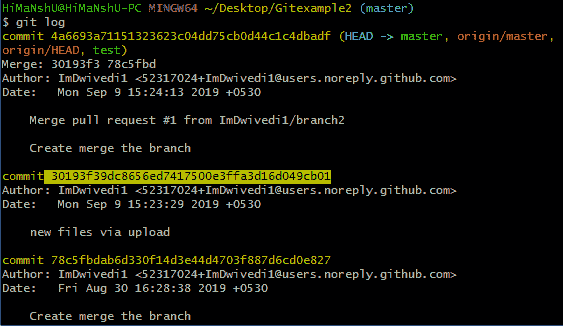 HiMaNshU@HiMaNshU-PC MINGW64 ~/Desktop/Gitexample2 (master)
$ git log
commit 4a6693a71151323623c04dd75cb0d44c1c4dbadf (HEAD -> master, origin/master,
origin/HEAD, test)
Merge: 30193f3 78c5fbd
Author: ImDwivedi1 <52317024+ImDwivedi1@users.noreply.github.com>
Date:   Mon Sep 9 15:24:13 2019 +0530
    Merge pull request #1 from ImDwivedi1/branch2
    Create merge the branch
commit 30193f39dc8656ed7417500e3ffa3d16d049cb01
Author: ImDwivedi1 <52317024+ImDwivedi1@users.noreply.github.com>
Date:   Mon Sep 9 15:23:29 2019 +0530
    new files via upload
commit 78c5fbdab6d330f14d3e44d4703f887d6cd0e827
Author: ImDwivedi1 <52317024+ImDwivedi1@users.noreply.github.com>
Date:   Fri Aug 30 16:28:38 2019 +0530
    Create merge the branch